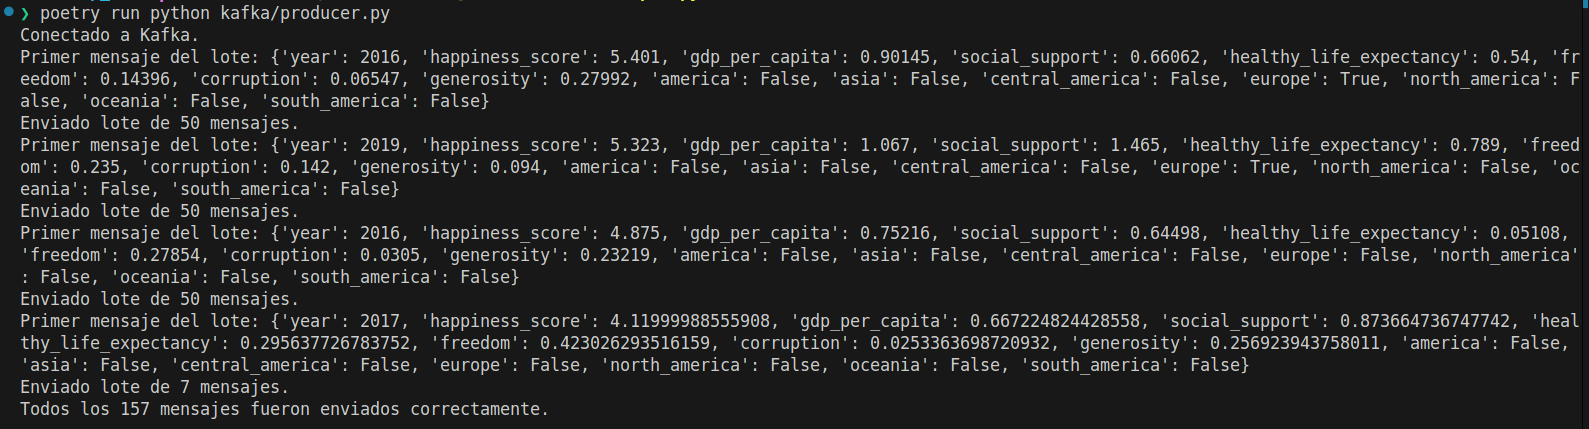 ❯ poetry run python kafka/producer.py
Conectado a Kafka.
Primer mensaje del lote: {'year': 2016, 'happiness_score': 5.401, 'gdp_per_capita': 0.90145, 'social_support': 0.66062, 'healthy_life_expectancy': 0.54, 'fr
eedom': 0.14396, 'corruption': 0.06547, 'generosity': 0.27992, 'america': False, 'asia': False, 'central_america': False, 'europe': True, 'north_america': F
alse, 'oceania': False, 'south_america': False}
Enviado lote de 50 mensajes.
Primer mensaje del lote: {'year': 2019, 'happiness_score': 5.323, 'gdp_per_capita': 1.067, 'social_support': 1.465, 'healthy_life_expectancy': 0.789, 'freed
om': 0.235, 'corruption': 0.142, 'generosity': 0.094, 'america': False, 'asia': False, 'central_america': False, 'europe': True, 'north_america': False, 'oc
eania': False, 'south_america': False}
Enviado lote de 50 mensajes.
Primer mensaje del lote: {'year': 2016, 'happiness_score': 4.875, 'gdp_per_capita': 0.75216, 'social_support': 0.64498, 'healthy_life_expectancy': 0.05108,
'freedom': 0.27854, 'corruption': 0.0305, 'generosity': 0.23219, 'america': False, 'asia': False, 'central_america': False, 'europe': False, 'north_america'
: False, 'oceania': False, 'south_america': False}
Enviado lote de 50 mensajes.
Primer mensaje del lote: {'year': 2017, 'happiness_score': 4.11999988555908, 'gdp_per_capita': 0.667224824428558, 'social_support': 0.873664736747742, 'heal
thy_life_expectancy': 0.295637726783752, 'freedom': 0.423026293516159, 'corruption': 0.0253363698720932, 'generosity': 0.256923943758011, 'america': False,
'asia': False, 'central_america': False, 'europe': False, 'north_america': False, 'oceania': False, 'south_america': False}
Enviado lote de 7 mensajes.
Todos los 157 mensajes fueron enviados correctamente.